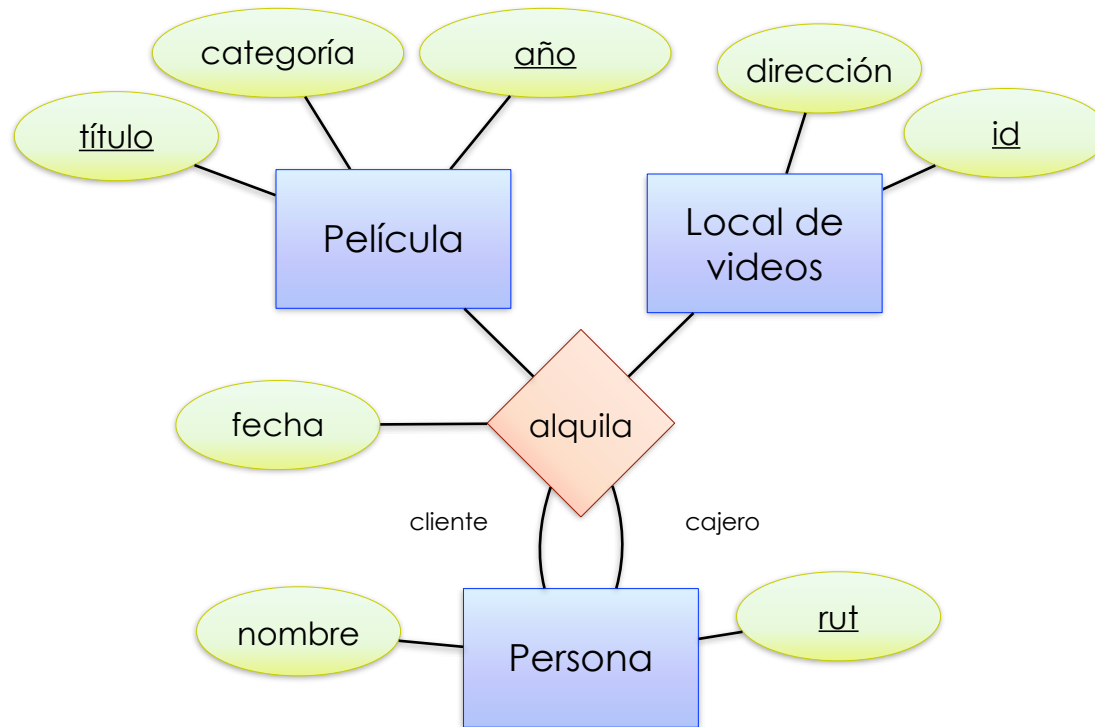 categoría
año
dirección
título
id
Película
Local de
videos
fecha
alquila
cliente
cajero
nombre
rut
Persona